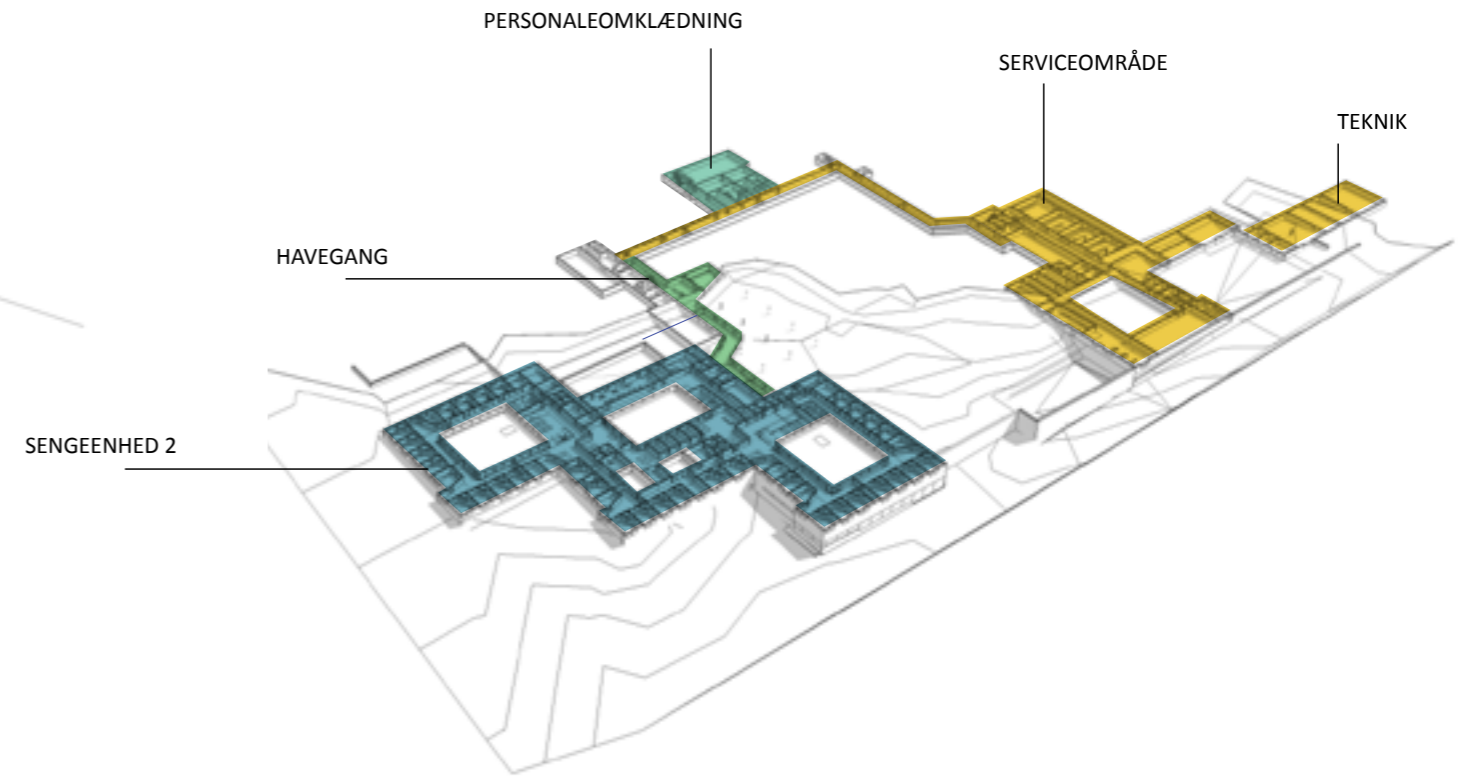 PERSONALEOMKLÆDNING
SERVICEOMRÅDE
TEKNIK
HAVEGANG
SENGEENHED 2